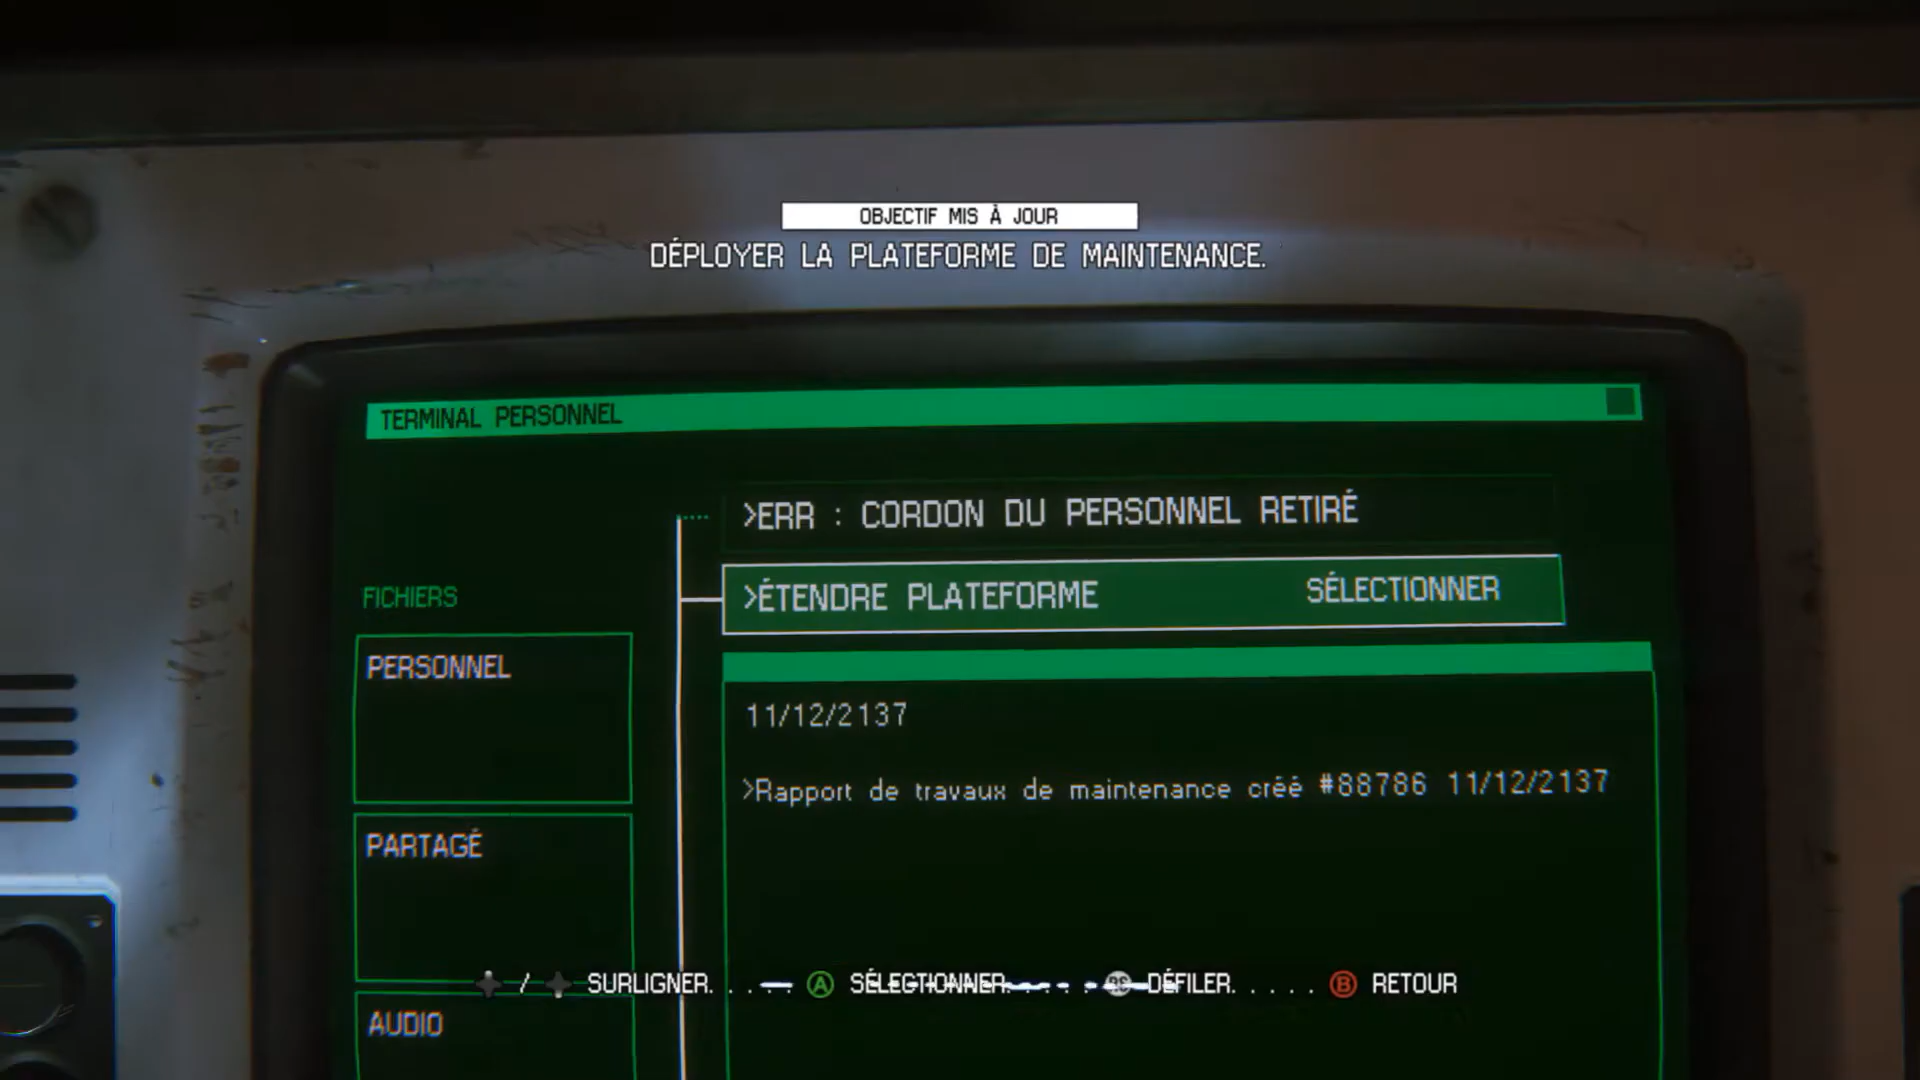 OBJECTIF MIS À JOUR
DÉPLOYER LA PLATEFORME DE MAINTENANCE.
TERMINAL PERSONNEL
>ERR : CORDON DU PERSONNEL RETIRÉ
>ÉTENDRE PLATEFORME SÉLECTIONNER
FICHIERS
PERSONNEL
PARTAGÉ
AUDIO
11/12/2137
>Rapport de travaux de maintenance créé #88786 11/12/2137
/ SURLIGNER. . . . . . A SÉLECTIONNER. . . . . . RS DÉFILER. . . . . B RETOUR